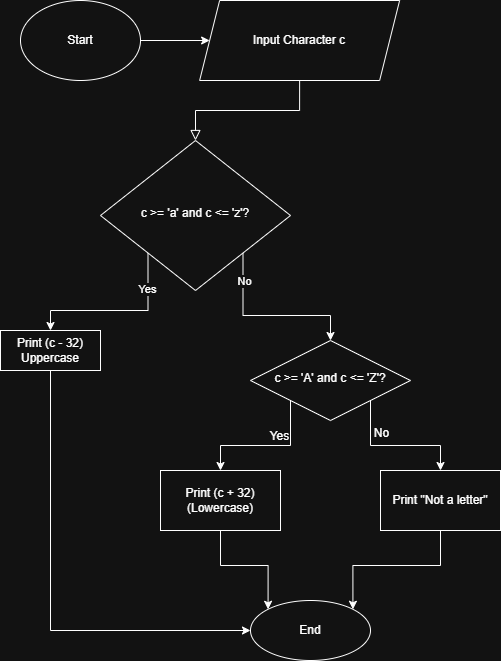 Start
Input Character c
c >= 'a' and c <= 'z'?
Yes
No
Print (c - 32)
Uppercase
c >= 'A' and c <= 'Z'?
Yes
No
Print (c + 32)
(Lowercase)
Print "Not a letter"
End